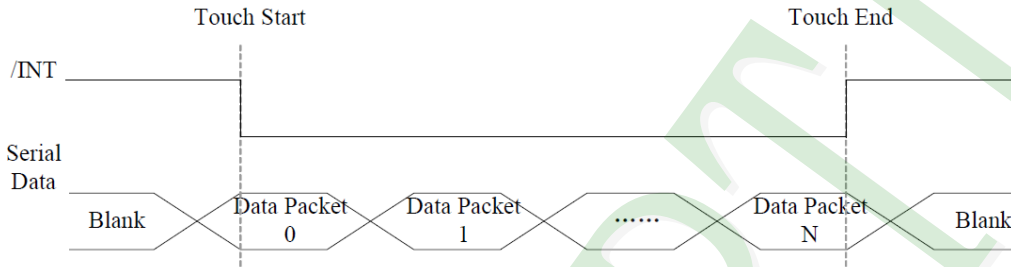 Touch Start
Touch End
/INT
Serial
Data
Blank
Data Packet
0
Data Packet
1
......
Data Packet
N
Blank